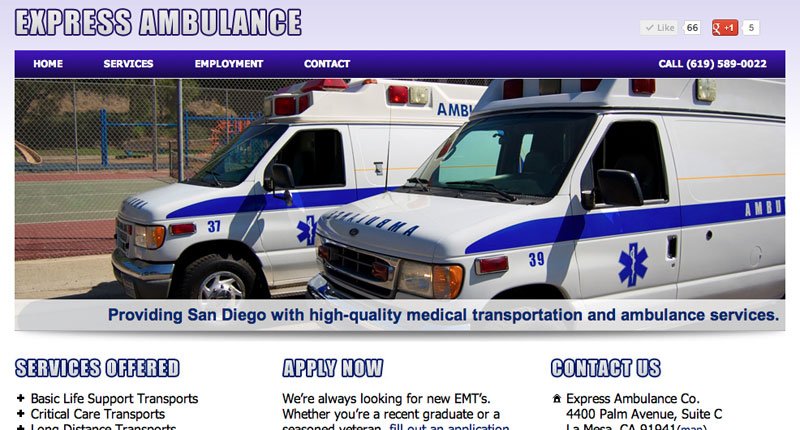 EXPRESS AMBULANCE
Like 66 +1 5
HOME SERVICES EMPLOYMENT CONTACT CALL (619) 589-0022
AMBU
37
AMBULANCE
39
AMBU
Providing San Diego with high-quality medical transportation and ambulance services.
SERVICES OFFERED
Basic Life Support Transports
Critical Care Transports
Long Distance Transports
APPLY NOW
We're always looking for new EMT's.
Whether you're a recent graduate or a
seasoned veteran, fill out an application
CONTACT US
Express Ambulance Co.
4400 Palm Avenue, Suite C
La Mesa, CA 91941(map)